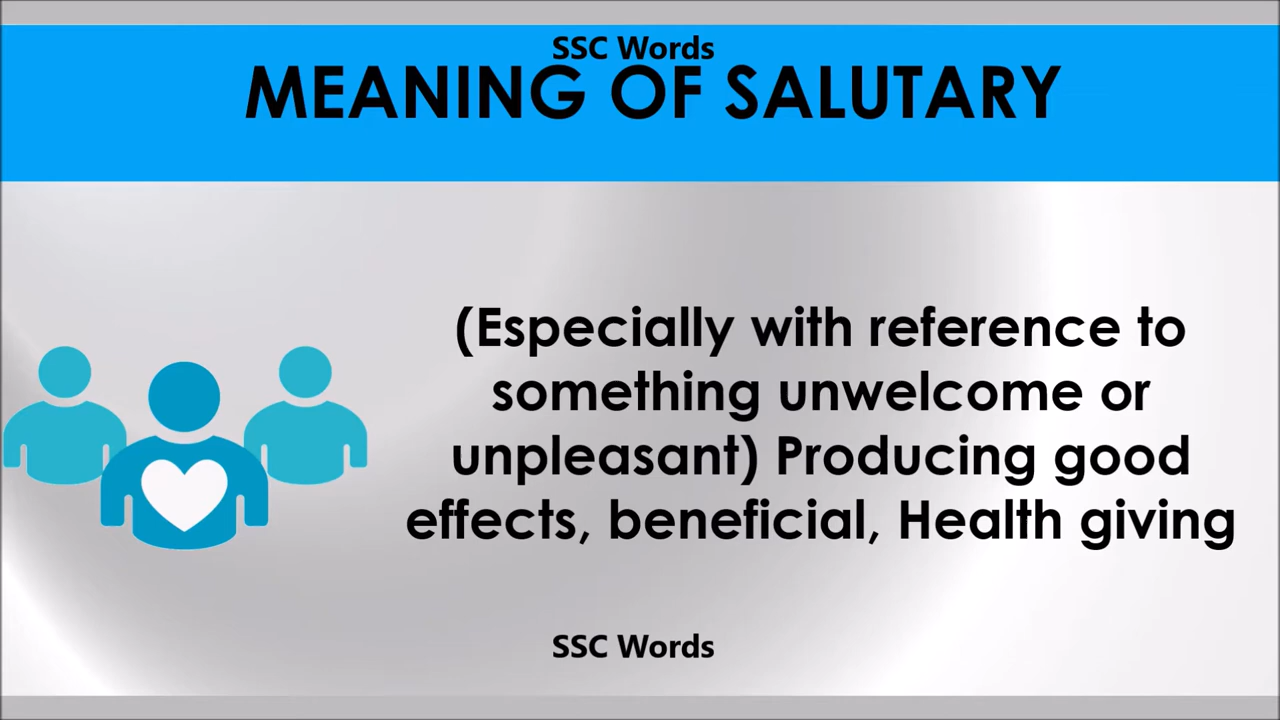 SSC Words
MEANING OF SALUTARY
(Especially with reference to
something unwelcome or
unpleasant) Producing good
effects, beneficial, Health giving
SSC Words